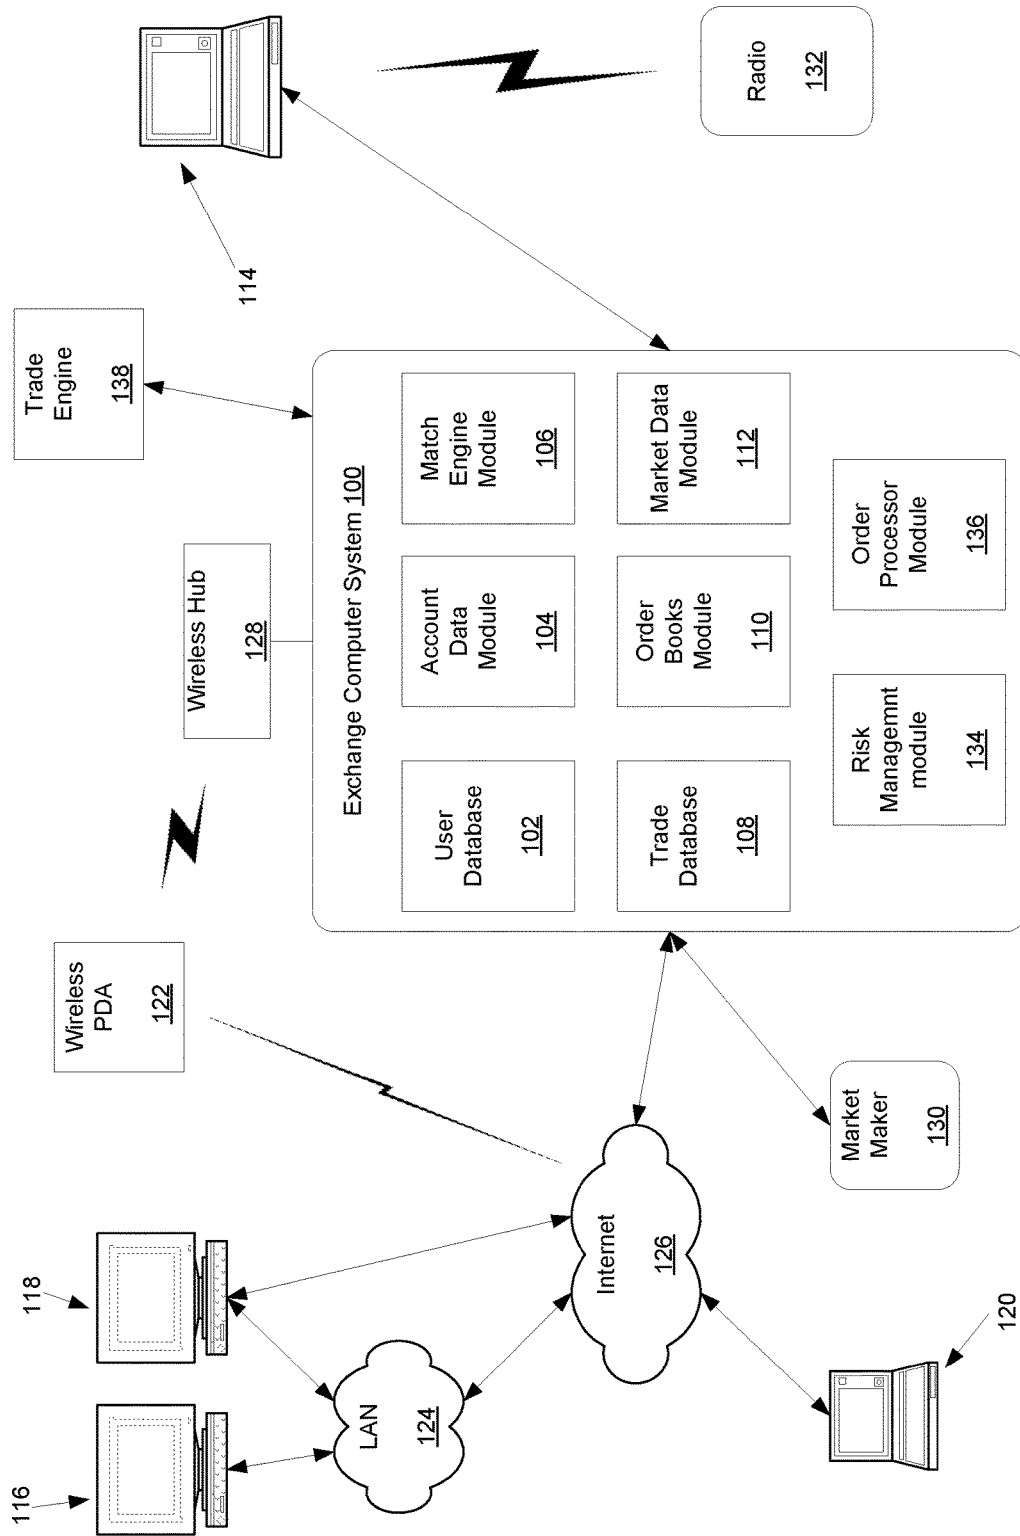 116
118
LAN
124
Internet
126
120
Wireless
PDA
122
Market
Maker
130
Wireless Hub
128
Trade
Engine
138
Exchange Computer System 100
User
Database
102
Account
Data
Module
104
Match
Engine
Module
106
Trade
Database
108
Order
Books
Module
110
Market Data
Module
112
Risk
Managemnt
module
134
Order
Processor
Module
136
114
Radio
132